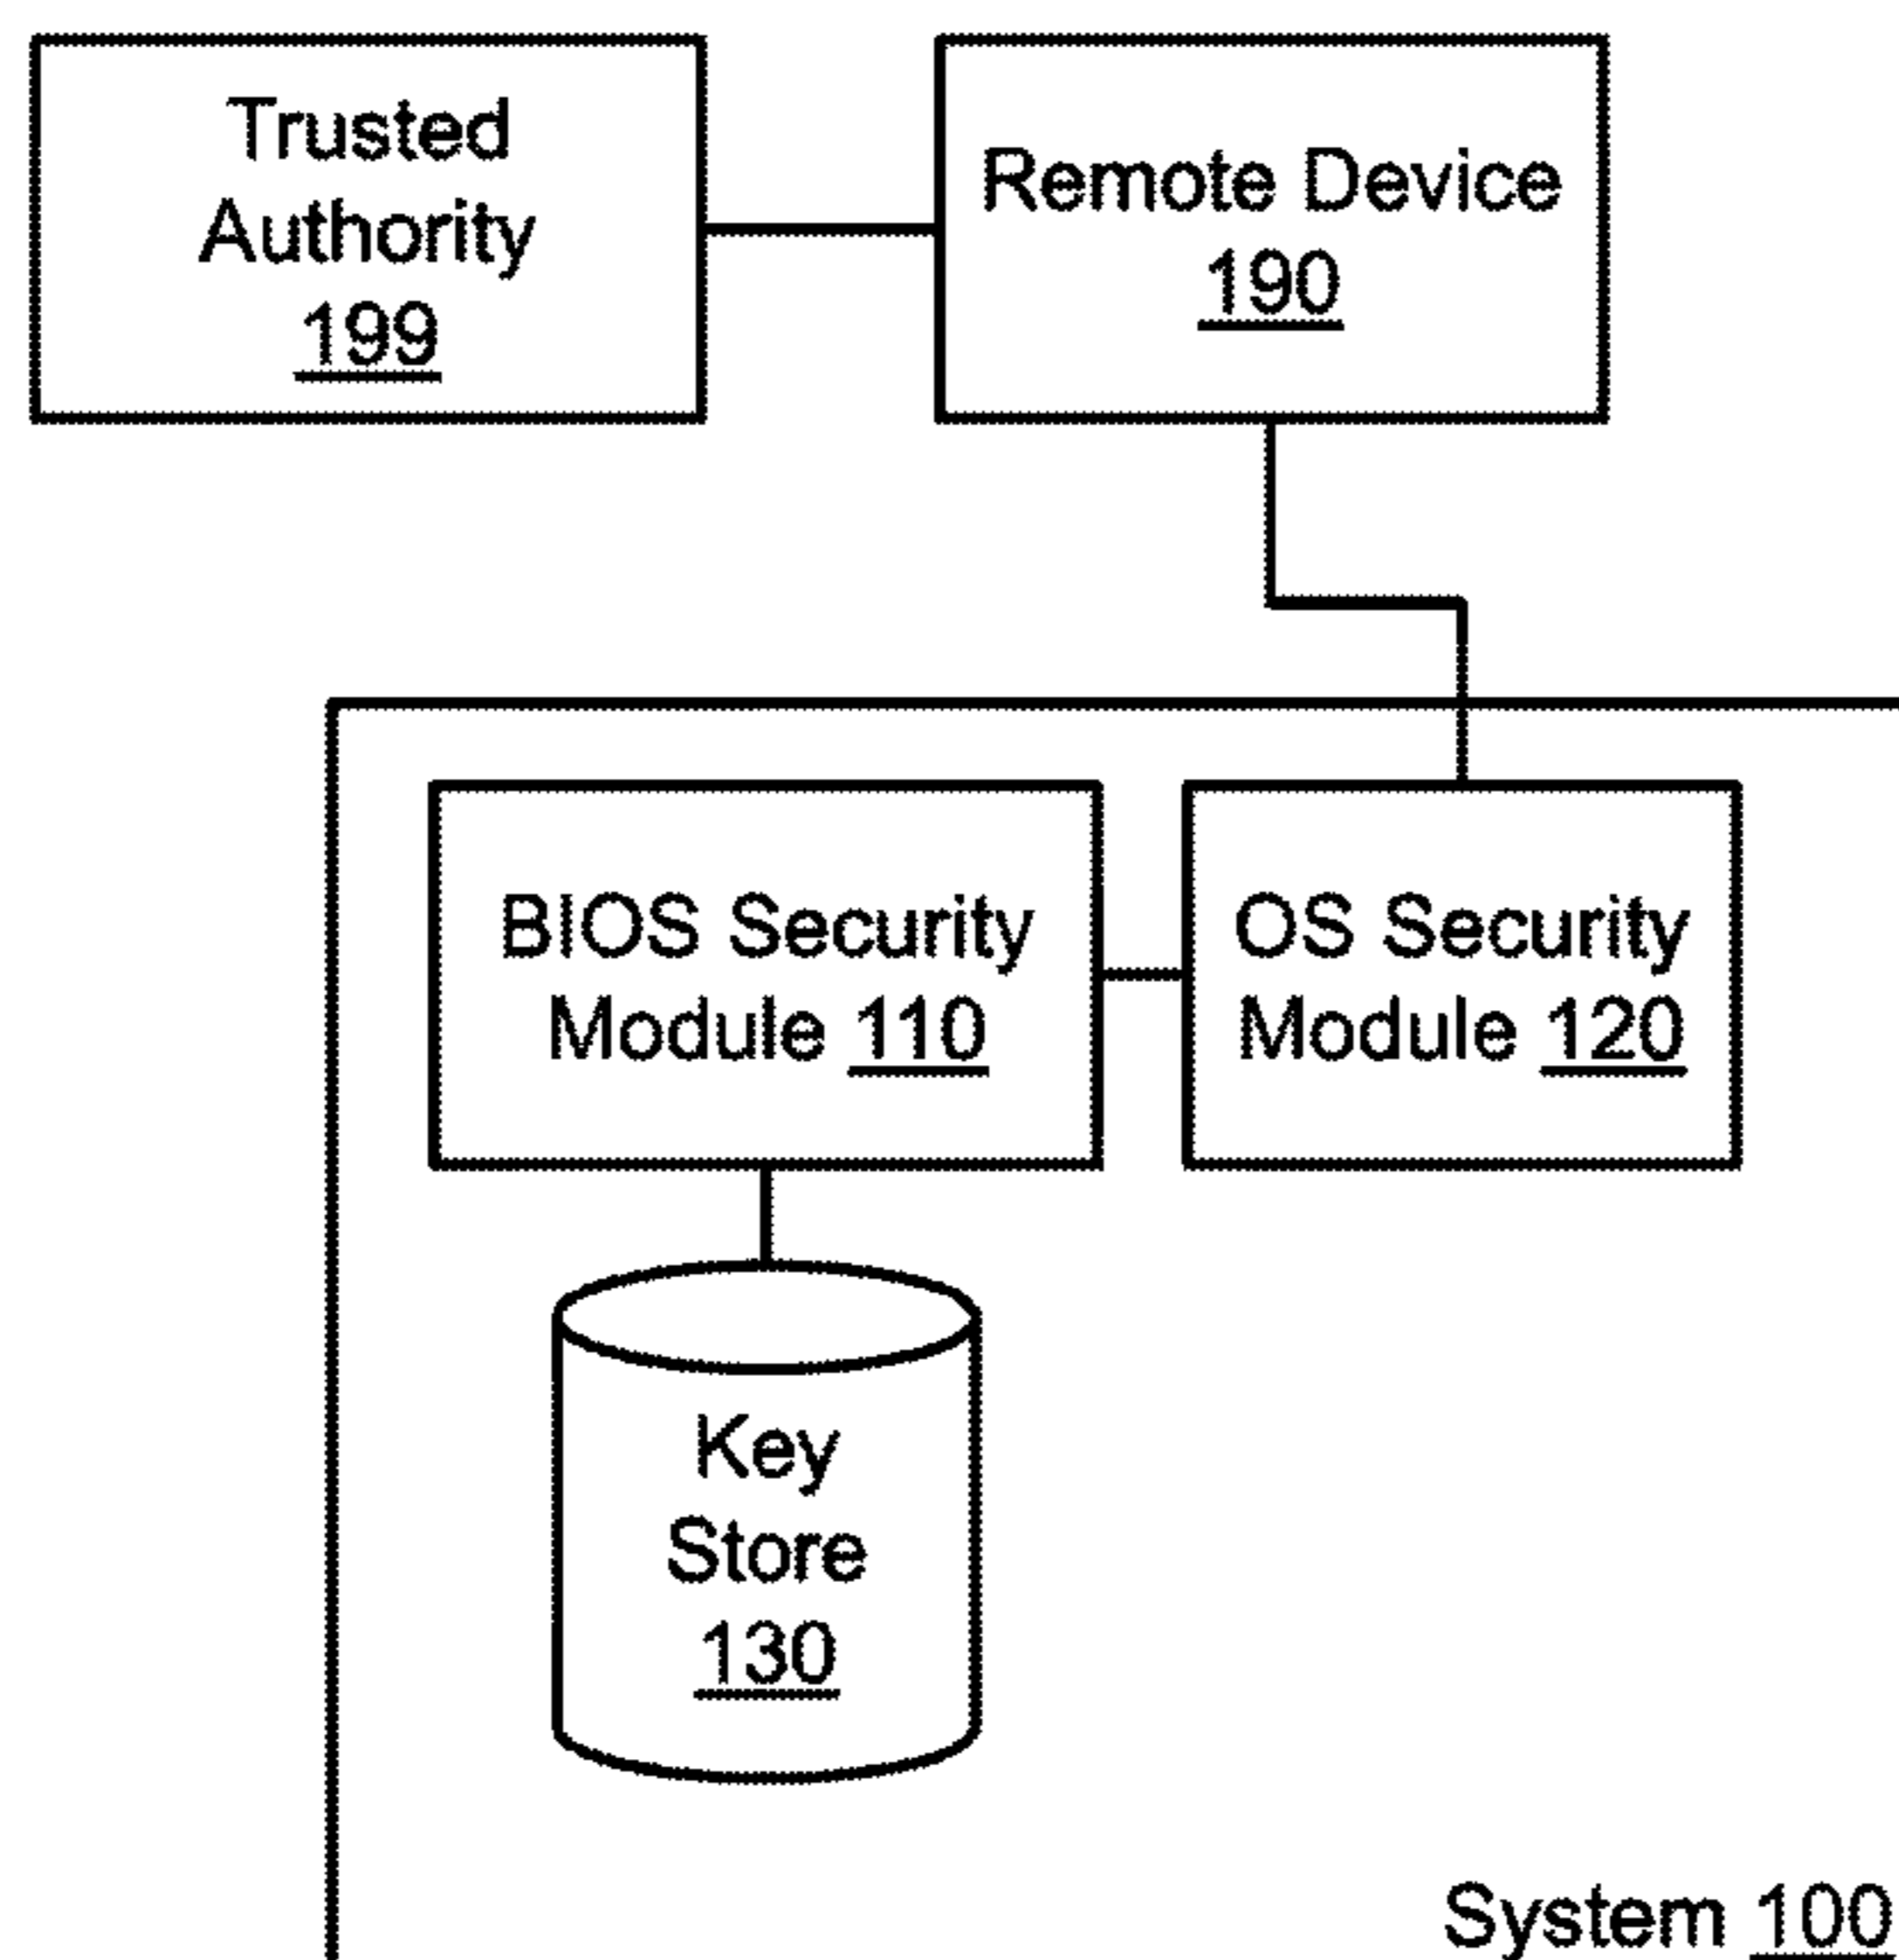 Trusted
Authority
199
Remote Device
190
BIOS Security
Module 110
OS Security
Module 120
Key
Store
130
System 100